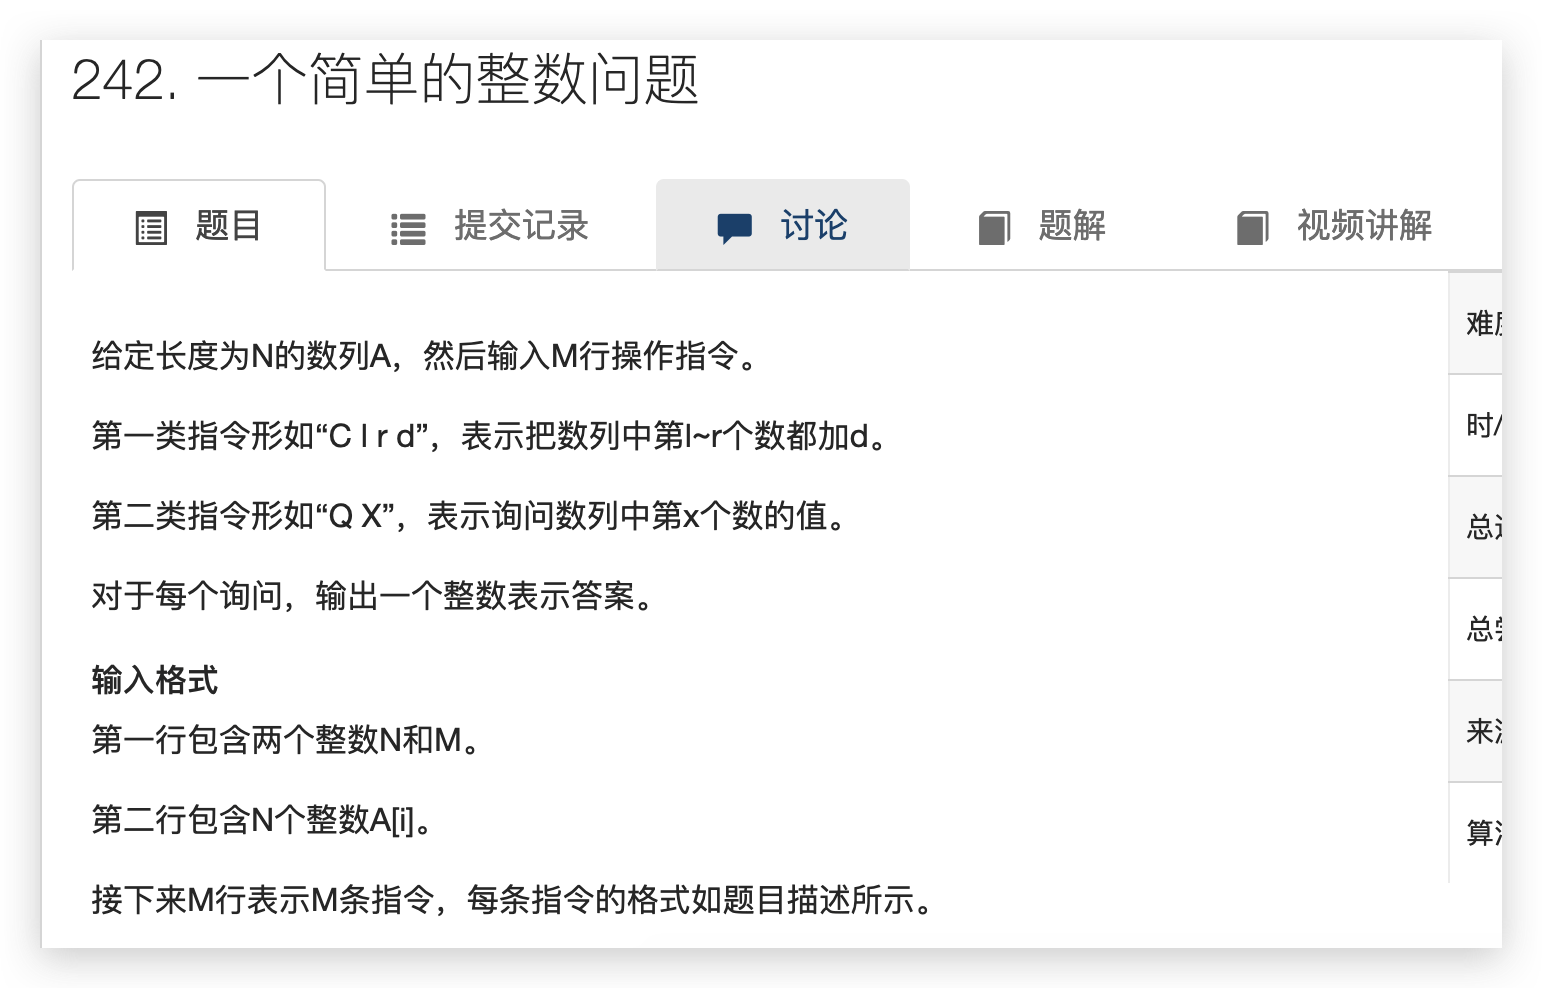 242. 一个简单的整数问题
题目 提交记录 讨论 题解 视频讲解
给定长度为N的数列A，然后输入M行操作指令。
第一类指令形如“C l r d”，表示把数列中第l~r个数都加d。
第二类指令形如“Q X”，表示询问数列中第x个数的值。
对于每个询问，输出一个整数表示答案。
输入格式
第一行包含两个整数N和M。
第二行包含N个整数A[i]。
接下来M行表示M条指令，每条指令的格式如题目描述所示。
难
时/
总
总
来
算